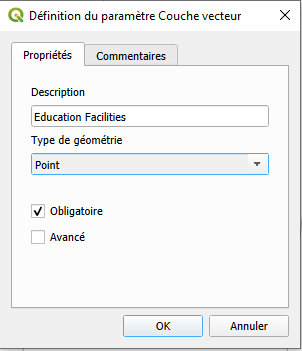 Définition du paramètre Couche vecteur
Propriétés
Commentaires
Description
Education Facilities
Type de géométrie
Point
Obligatoire
Avancé
OK
Annuler